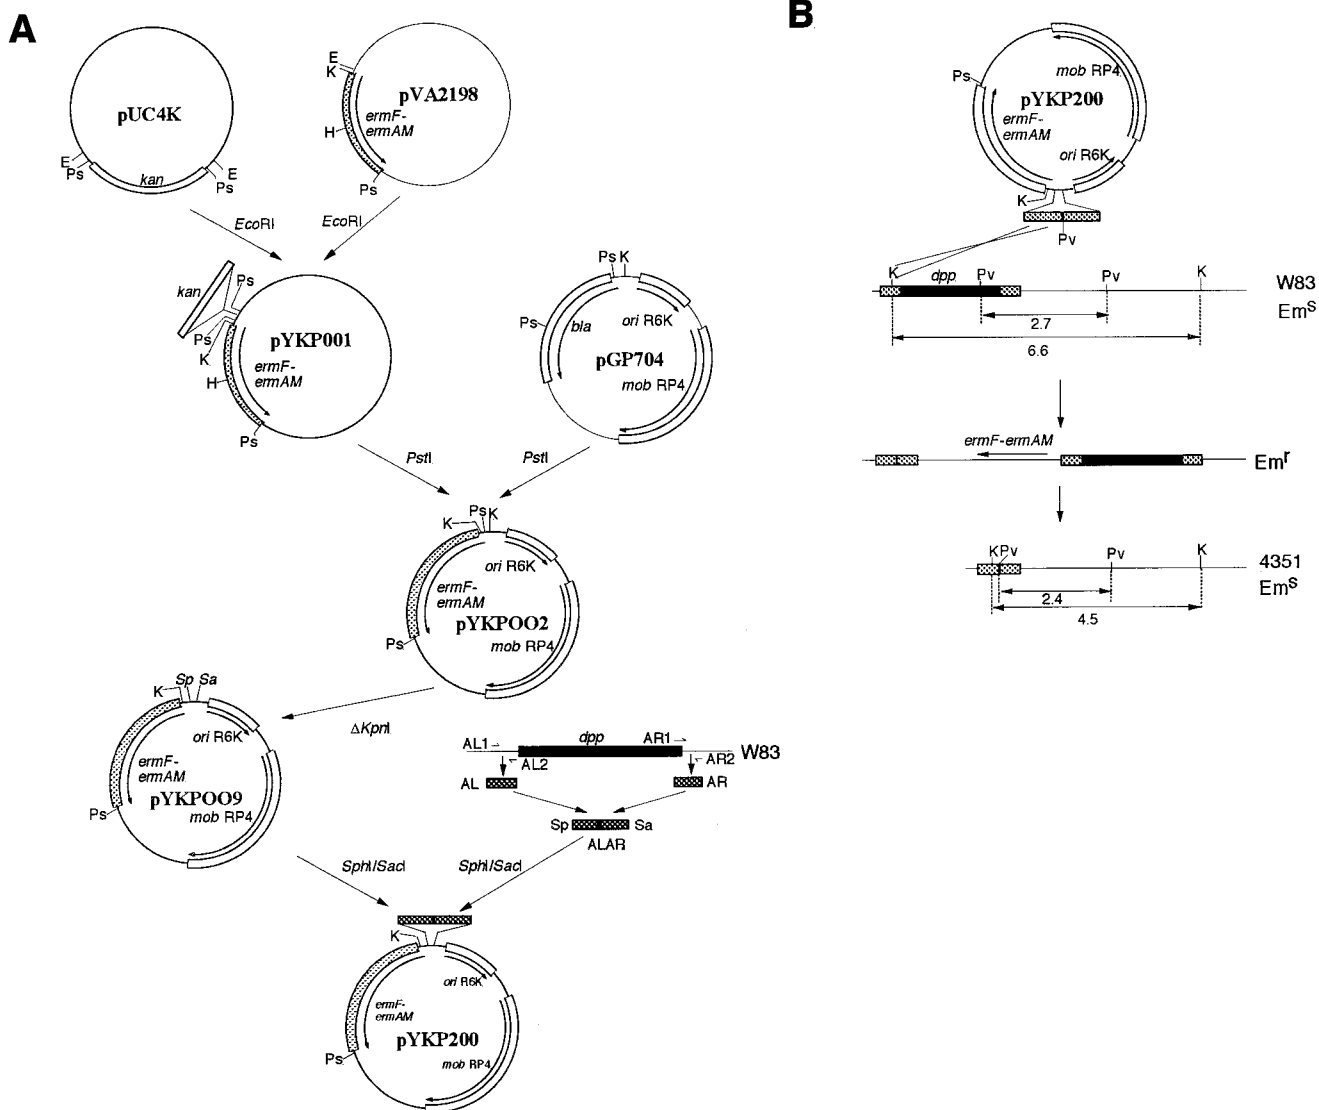 A
pUC4K
E
Ps
kan
E
Ps
E
K
pVA2198
ermF-
ermAM
H
Ps
EcoRI
EcoRI
kan
Ps
Ps
K
pYKP001
ermF-
ermAM
H
Ps
Ps K
Ps
bla
ori R6K
pGP704
mob RP4
PstI
PstI
K
Ps
K
ori R6K
ermF-
ermAM
pYKPOO2
mob RP4
Ps
K
Sp Sa
ori R6K
ermF-
ermAM
pYKPOO9
mob RP4
Ps
ΔKpnI
AL1
dpp
AR1
W83
AL2
AR2
AL
AR
Sp
Sa
ALAR
SphI/SacI
SphI/SacI
K
ori R6K
ermF-
ermAM
pYKP200
mob RP4
Ps
B
mob RP4
Ps
pYKP200
ermF-
ermAM
ori R6K
K
Pv
K
dpp
Pv
Pv
K
W83
Em^s
2.7
6.6
ermF-ermAM
Em^r
K Pv
Pv
K
4351
Em^s
2.4
4.5